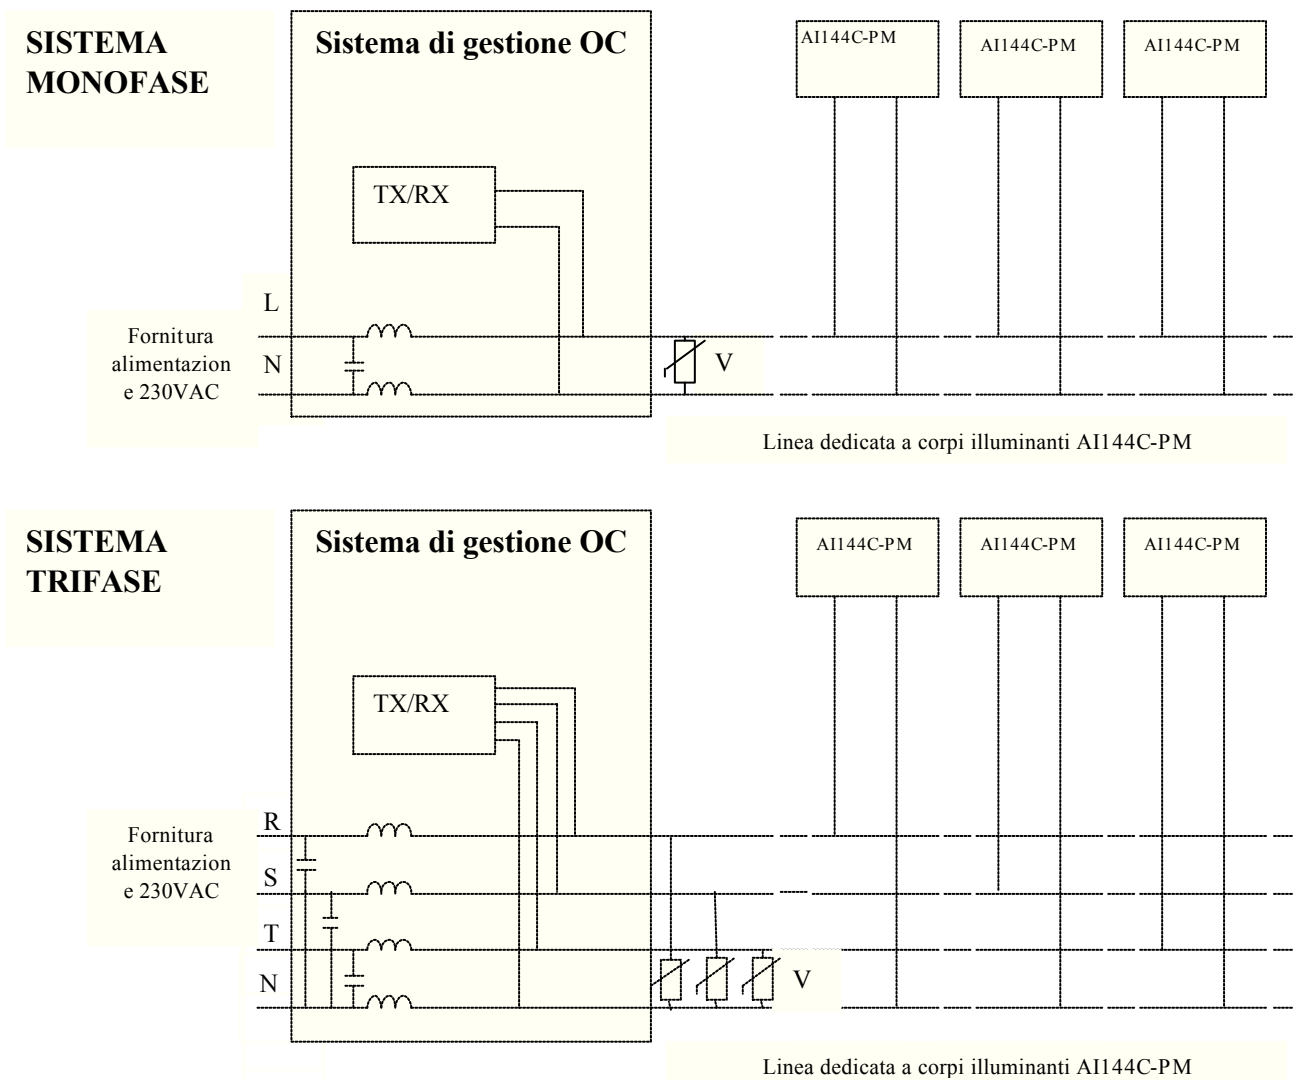 SISTEMA
MONOFASE
Sistema di gestione OC
AI144C-PM
AI144C-PM
AI144C-PM
TX/RX
L
N
Fornitura
alimentazion
e 230VAC
V
Linea dedicata a corpi illuminanti AI144C-PM
SISTEMA
TRIFASE
Sistema di gestione OC
AI144C-PM
AI144C-PM
AI144C-PM
TX/RX
R
S
T
N
Fornitura
alimentazion
e 230VAC
V
Linea dedicata a corpi illuminanti AI144C-PM